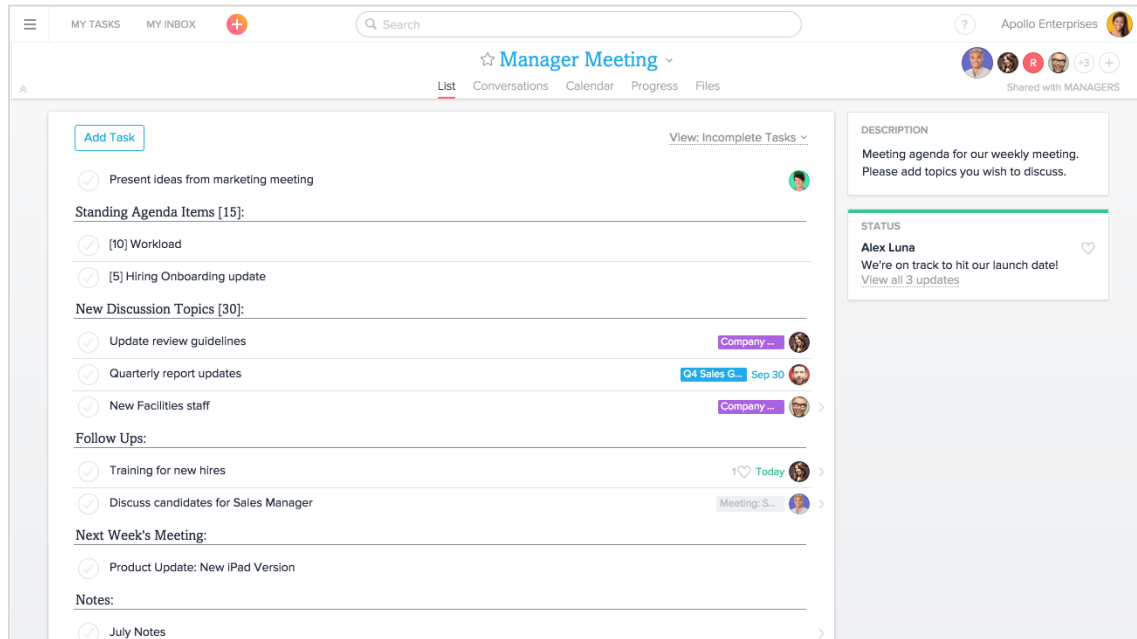 MY TASKS MY INBOX + Search ? Apollo Enterprises
Manager Meeting
R +3 +
List Conversations Calendar Progress Files
Shared with MANAGERS
Add Task View: Incomplete Tasks
Present ideas from marketing meeting
Standing Agenda Items [15]:
[10] Workload
[5] Hiring Onboarding update
New Discussion Topics [30]:
Update review guidelines Company ...
Quarterly report updates Q4 Sales G... Sep 30
New Facilities staff Company ...
Follow Ups:
Training for new hires 1 Today
Discuss candidates for Sales Manager Meeting: S...
Next Week's Meeting:
Product Update: New iPad Version
Notes:
July Notes
DESCRIPTION
Meeting agenda for our weekly meeting.
Please add topics you wish to discuss.
STATUS
Alex Luna
We're on track to hit our launch date!
View all 3 updates